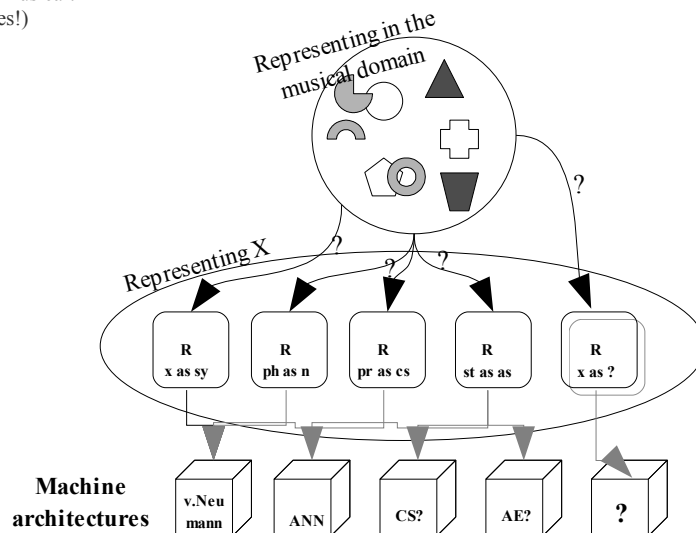 es!)
Representing in the
musical domain
?
?
?
?
Representing X
R
x as sy
R
ph as n
R
pr as cs
R
st as as
R
x as ?
Machine
architectures
v.Neu
mann
ANN
CS?
AE?
?